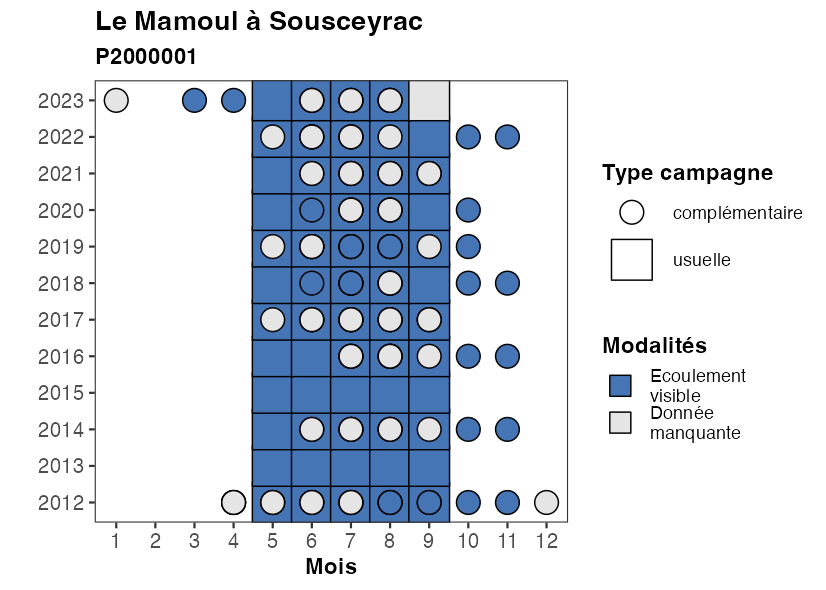 Le Mamoul à Sousceyrac
P2000001
2023
2022
2021
2020
2019
2018
2017
2016
2015
2014
2013
2012
1 2 3 4 5 6 7 8 9 10 11 12
Mois
Type campagne
complémentaire
usuelle
Modalités
Ecoulement
visible
Donnée
manquante